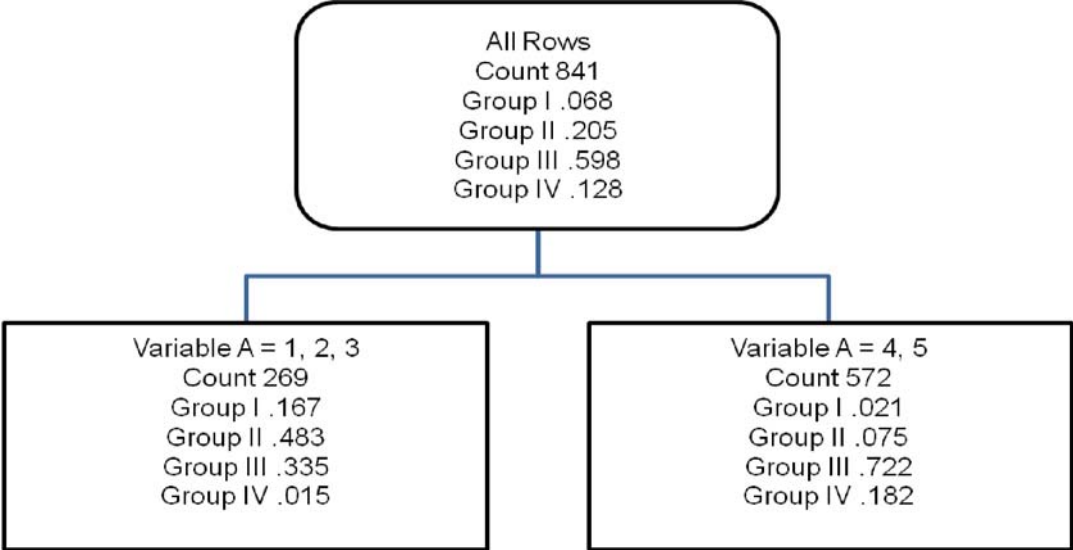 All Rows
Count 841
Group I .068
Group II .205
Group III .598
Group IV .128
Variable A = 1, 2, 3
Count 269
Group I .167
Group II .483
Group III .335
Group IV .015
Variable A = 4, 5
Count 572
Group I .021
Group II .075
Group III .722
Group IV .182